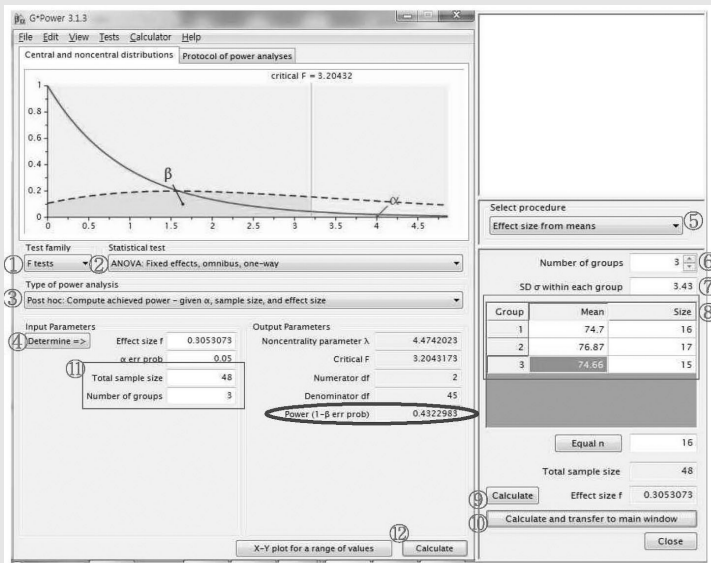 G*Power 3.1.3
File Edit View Tests Calculator Help
Central and noncentral distributions Protocol of power analyses
critical F = 3.20432
1
0.8
0.6
0.4
0.2
0
β
α
0 0.5 1 1.5 2 2.5 3 3.5 4 4.5
Test family Statistical test
① F tests ② ANOVA: Fixed effects, omnibus, one-way
Type of power analysis
③ Post hoc: Compute achieved power – given α, sample size, and effect size
Input Parameters Output Parameters
④ Determine => Effect size f 0.3053073 Noncentrality parameter λ 4.4742023
α err prob 0.05 Critical F 3.2043173
⑪ Total sample size 48 Numerator df 2
Number of groups 3 Denominator df 45
Power (1-β err prob) 0.4322983
⑫
X-Y plot for a range of values Calculate
Select procedure
Effect size from means ⑤
Number of groups 3 ⑥
SD σ within each group 3.43 ⑦
Group Mean Size ⑧
1 74.7 16
2 76.87 17
3 74.66 15
Equal n 16
Total sample size 48
⑨ Calculate Effect size f 0.3053073
⑩ Calculate and transfer to main window
Close